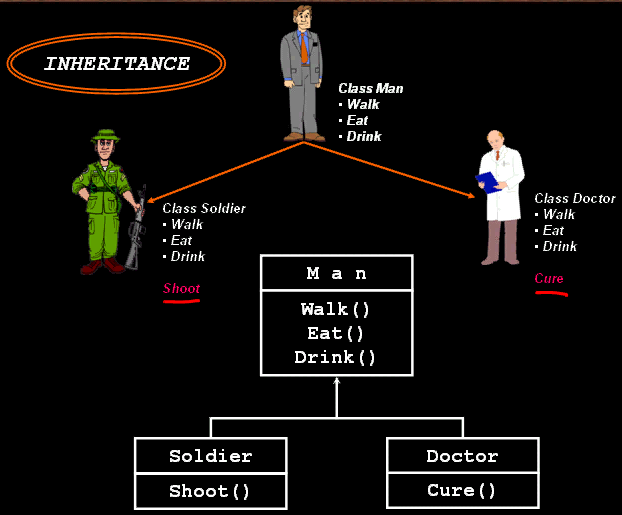 INHERITANCE
Class Man
• Walk
• Eat
• Drink
Class Soldier
• Walk
• Eat
• Drink
Shoot
Class Doctor
• Walk
• Eat
• Drink
Cure
M a n
Walk()
Eat()
Drink()
Soldier
Shoot()
Doctor
Cure()